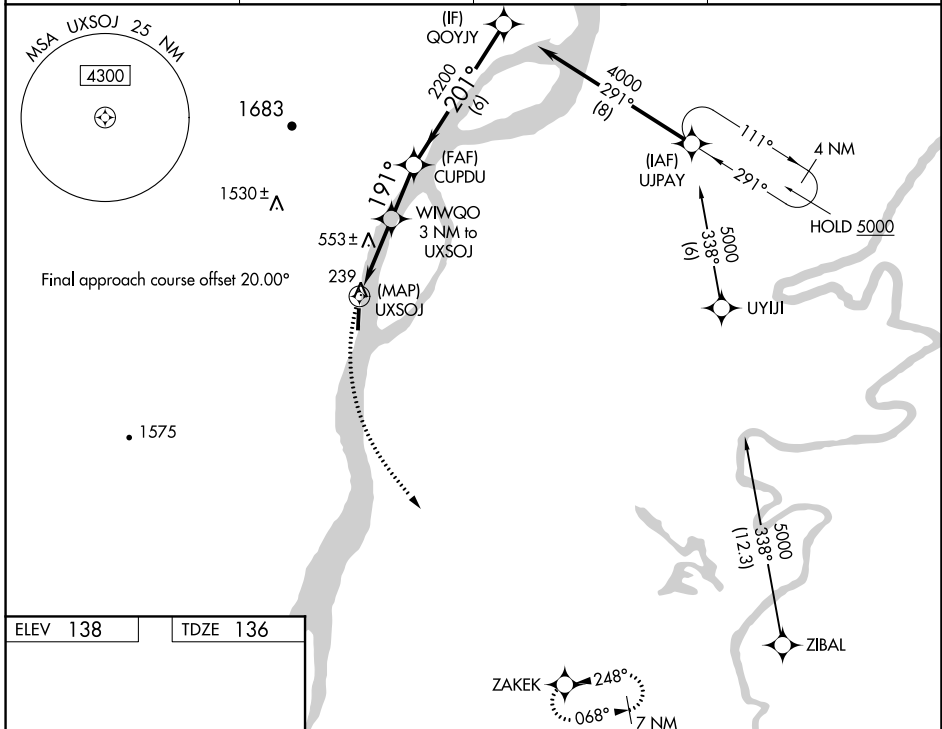 MSA UXSOJ 25 NM
4300
1683
1530±
553±
239
Final approach course offset 20.00°
1575
(IF)
QOYJY
2200
201°
(6)
(FAF)
CUPDU
191°
WIWQO
3 NM to
UXSOJ
(MAP)
UXSOJ
4000
291°
(8)
(IAF)
UJPAY
111°
291°
4 NM
HOLD 5000
5000
338°
(6)
UYIJI
5000
338°
(12.3)
ZIBAL
ZAKEK
248°
068°
7 NM
ELEV 138
TDZE 136